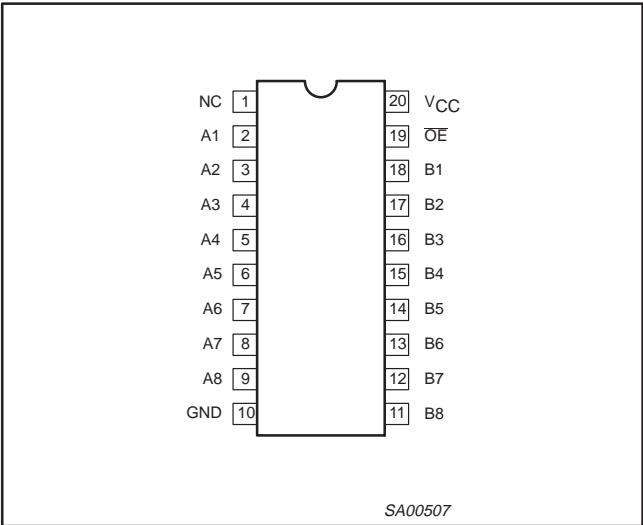 NC 1 20 VCC
A1 2 19 O̅E̅
A2 3 18 B1
A3 4 17 B2
A4 5 16 B3
A5 6 15 B4
A6 7 14 B5
A7 8 13 B6
A8 9 12 B7
GND 10 11 B8
SA00507